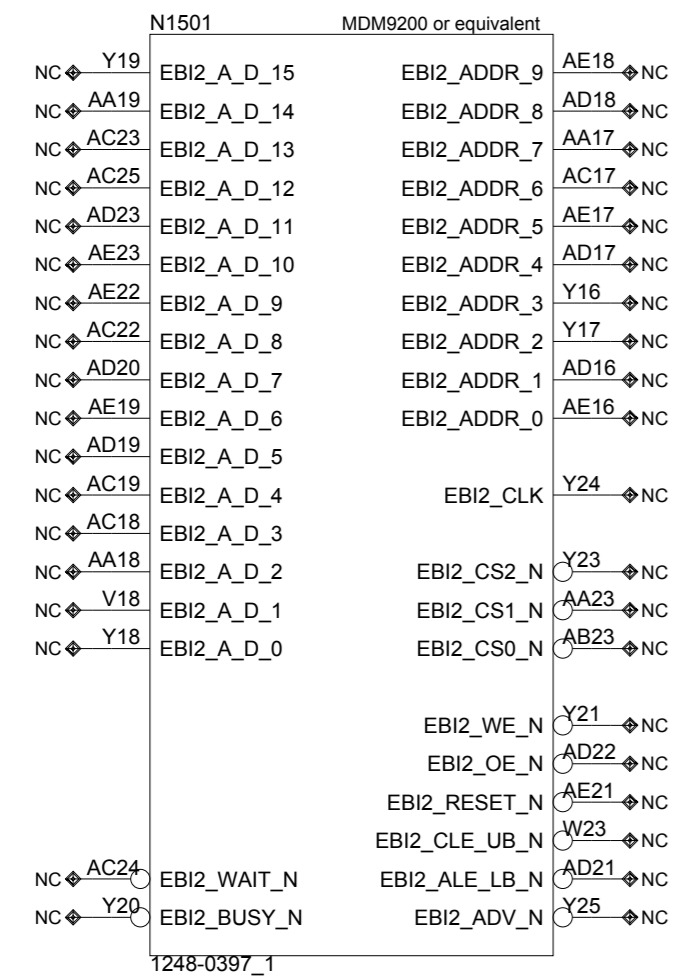 N1501 MDM9200 or equivalent
NC Y19 EBI2_A_D_15 EBI2_ADDR_9 AE18 NC
NC AA19 EBI2_A_D_14 EBI2_ADDR_8 AD18 NC
NC AC23 EBI2_A_D_13 EBI2_ADDR_7 AA17 NC
NC AC25 EBI2_A_D_12 EBI2_ADDR_6 AC17 NC
NC AD23 EBI2_A_D_11 EBI2_ADDR_5 AE17 NC
NC AE23 EBI2_A_D_10 EBI2_ADDR_4 AD17 NC
NC AE22 EBI2_A_D_9 EBI2_ADDR_3 Y16 NC
NC AC22 EBI2_A_D_8 EBI2_ADDR_2 Y17 NC
NC AD20 EBI2_A_D_7 EBI2_ADDR_1 AD16 NC
NC AE19 EBI2_A_D_6 EBI2_ADDR_0 AE16 NC
NC AD19 EBI2_A_D_5
NC AC19 EBI2_A_D_4 EBI2_CLK Y24 NC
NC AC18 EBI2_A_D_3
NC AA18 EBI2_A_D_2 EBI2_CS2_N Y23 NC
NC V18 EBI2_A_D_1 EBI2_CS1_N AA23 NC
NC Y18 EBI2_A_D_0 EBI2_CS0_N AB23 NC
EBI2_WE_N Y21 NC
EBI2_OE_N AD22 NC
EBI2_RESET_N AE21 NC
EBI2_CLE_UB_N W23 NC
NC AC24 EBI2_WAIT_N EBI2_ALE_LB_N AD21 NC
NC Y20 EBI2_BUSY_N EBI2_ADV_N Y25 NC
1248-0397_1